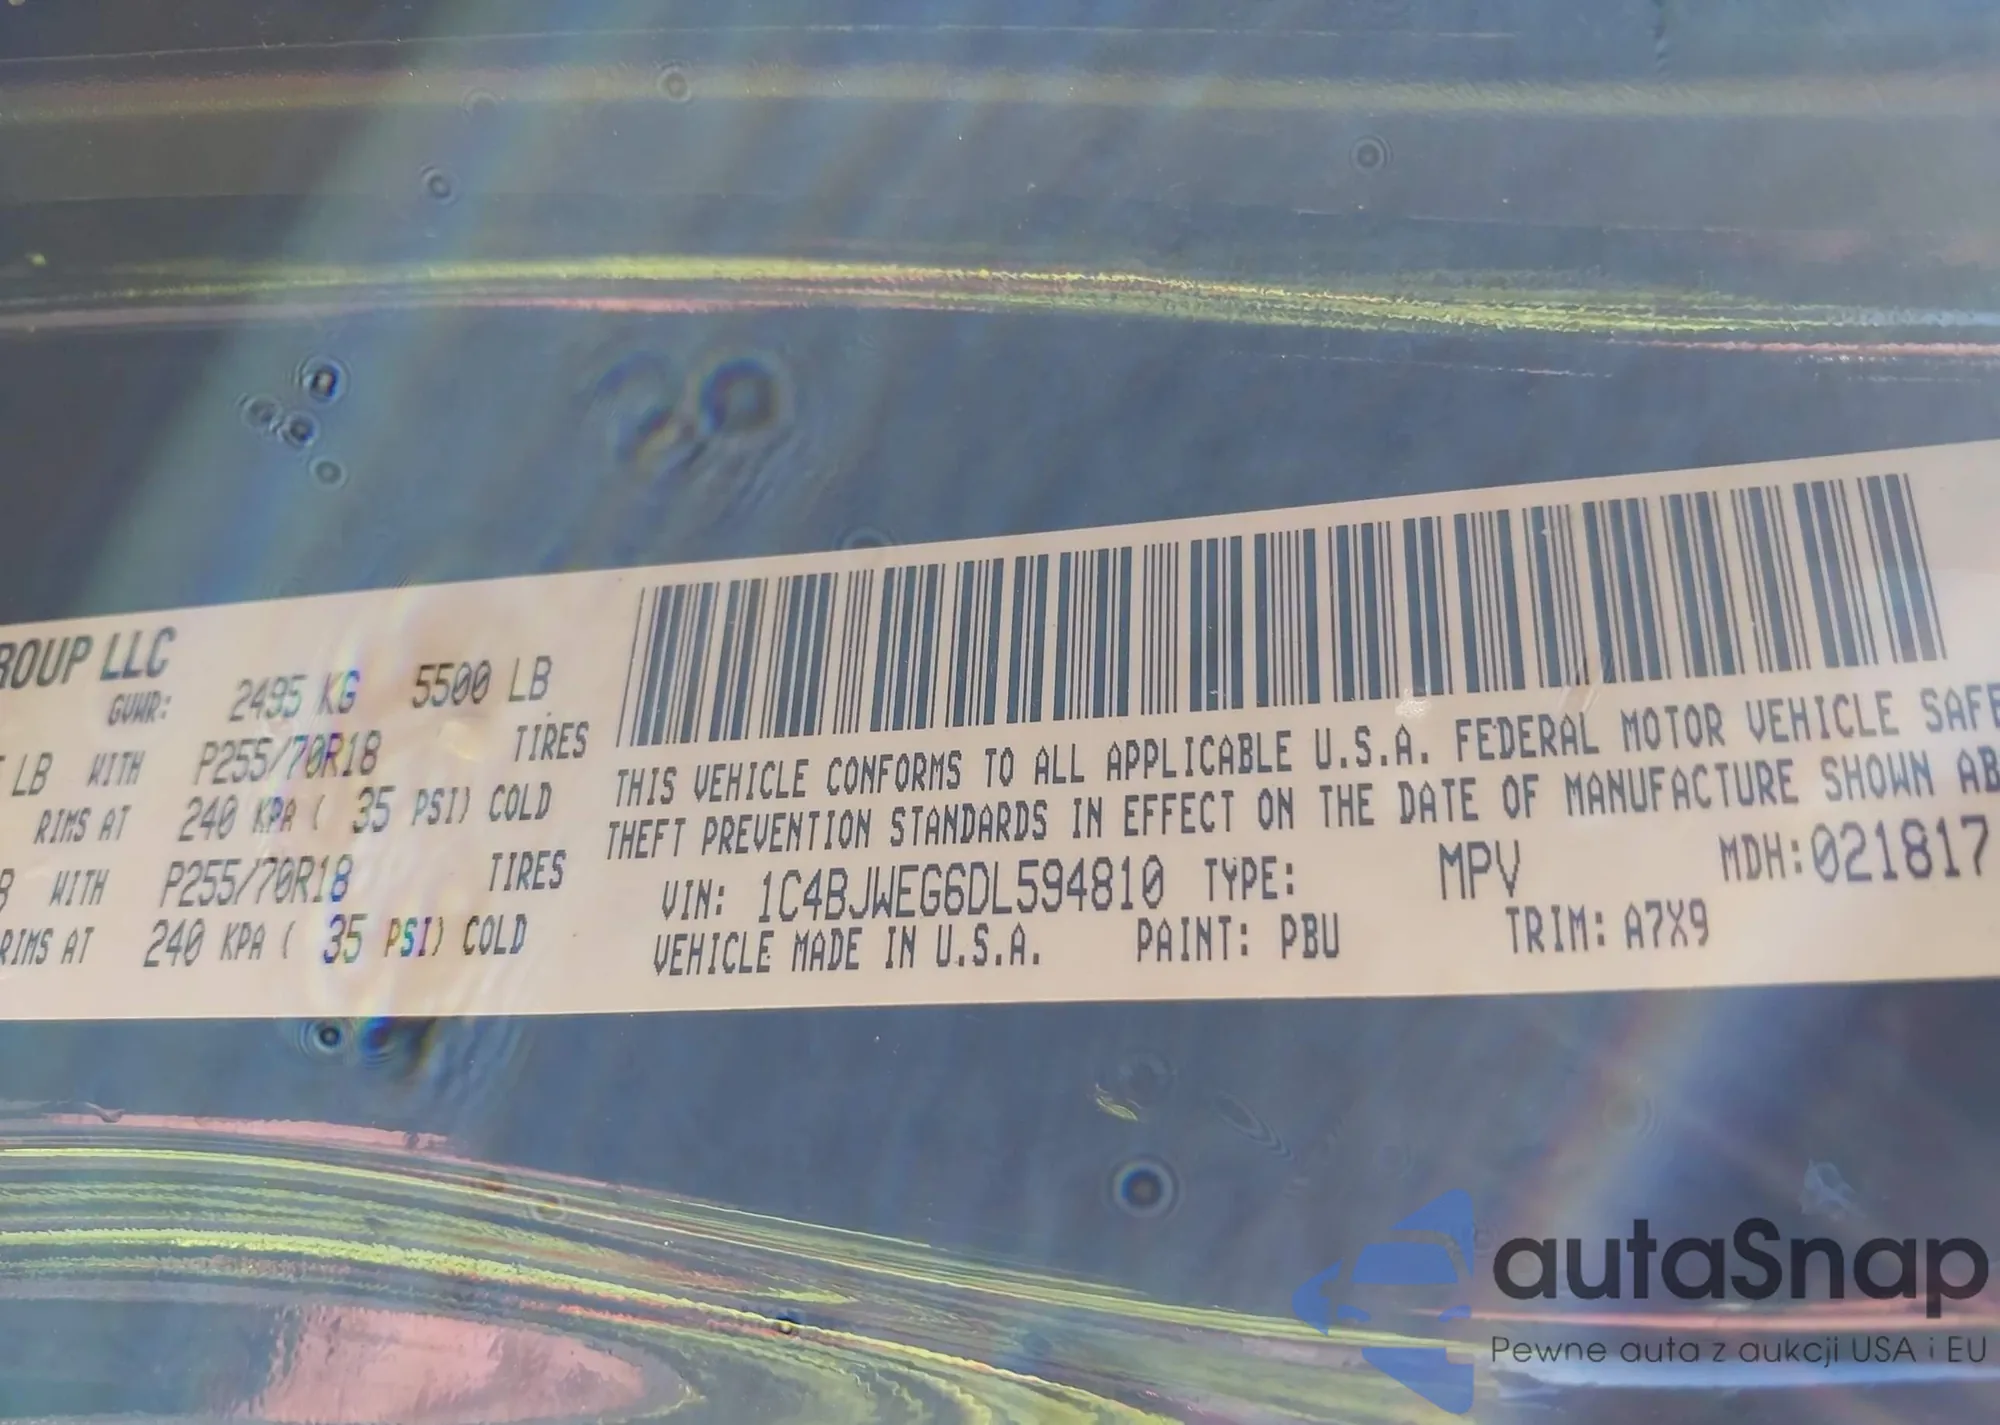 ROUP LLC
GVWR: 2495 KG 5500 LB
LB WITH P255/70R18 TIRES
RIMS AT 240 KPA ( 35 PSI) COLD
WITH P255/70R18 TIRES
RIMS AT 240 KPA ( 35 PSI) COLD
THIS VEHICLE CONFORMS TO ALL APPLICABLE U.S.A. FEDERAL MOTOR VEHICLE SAFE
THEFT PREVENTION STANDARDS IN EFFECT ON THE DATE OF MANUFACTURE SHOWN AB
VIN: 1C4BJWEG6DL594810 TYPE: MPV MDH:021817
VEHICLE MADE IN U.S.A. PAINT: PBU TRIM: A7X9
autaSnap
Pewne auta z aukcji USA i EU